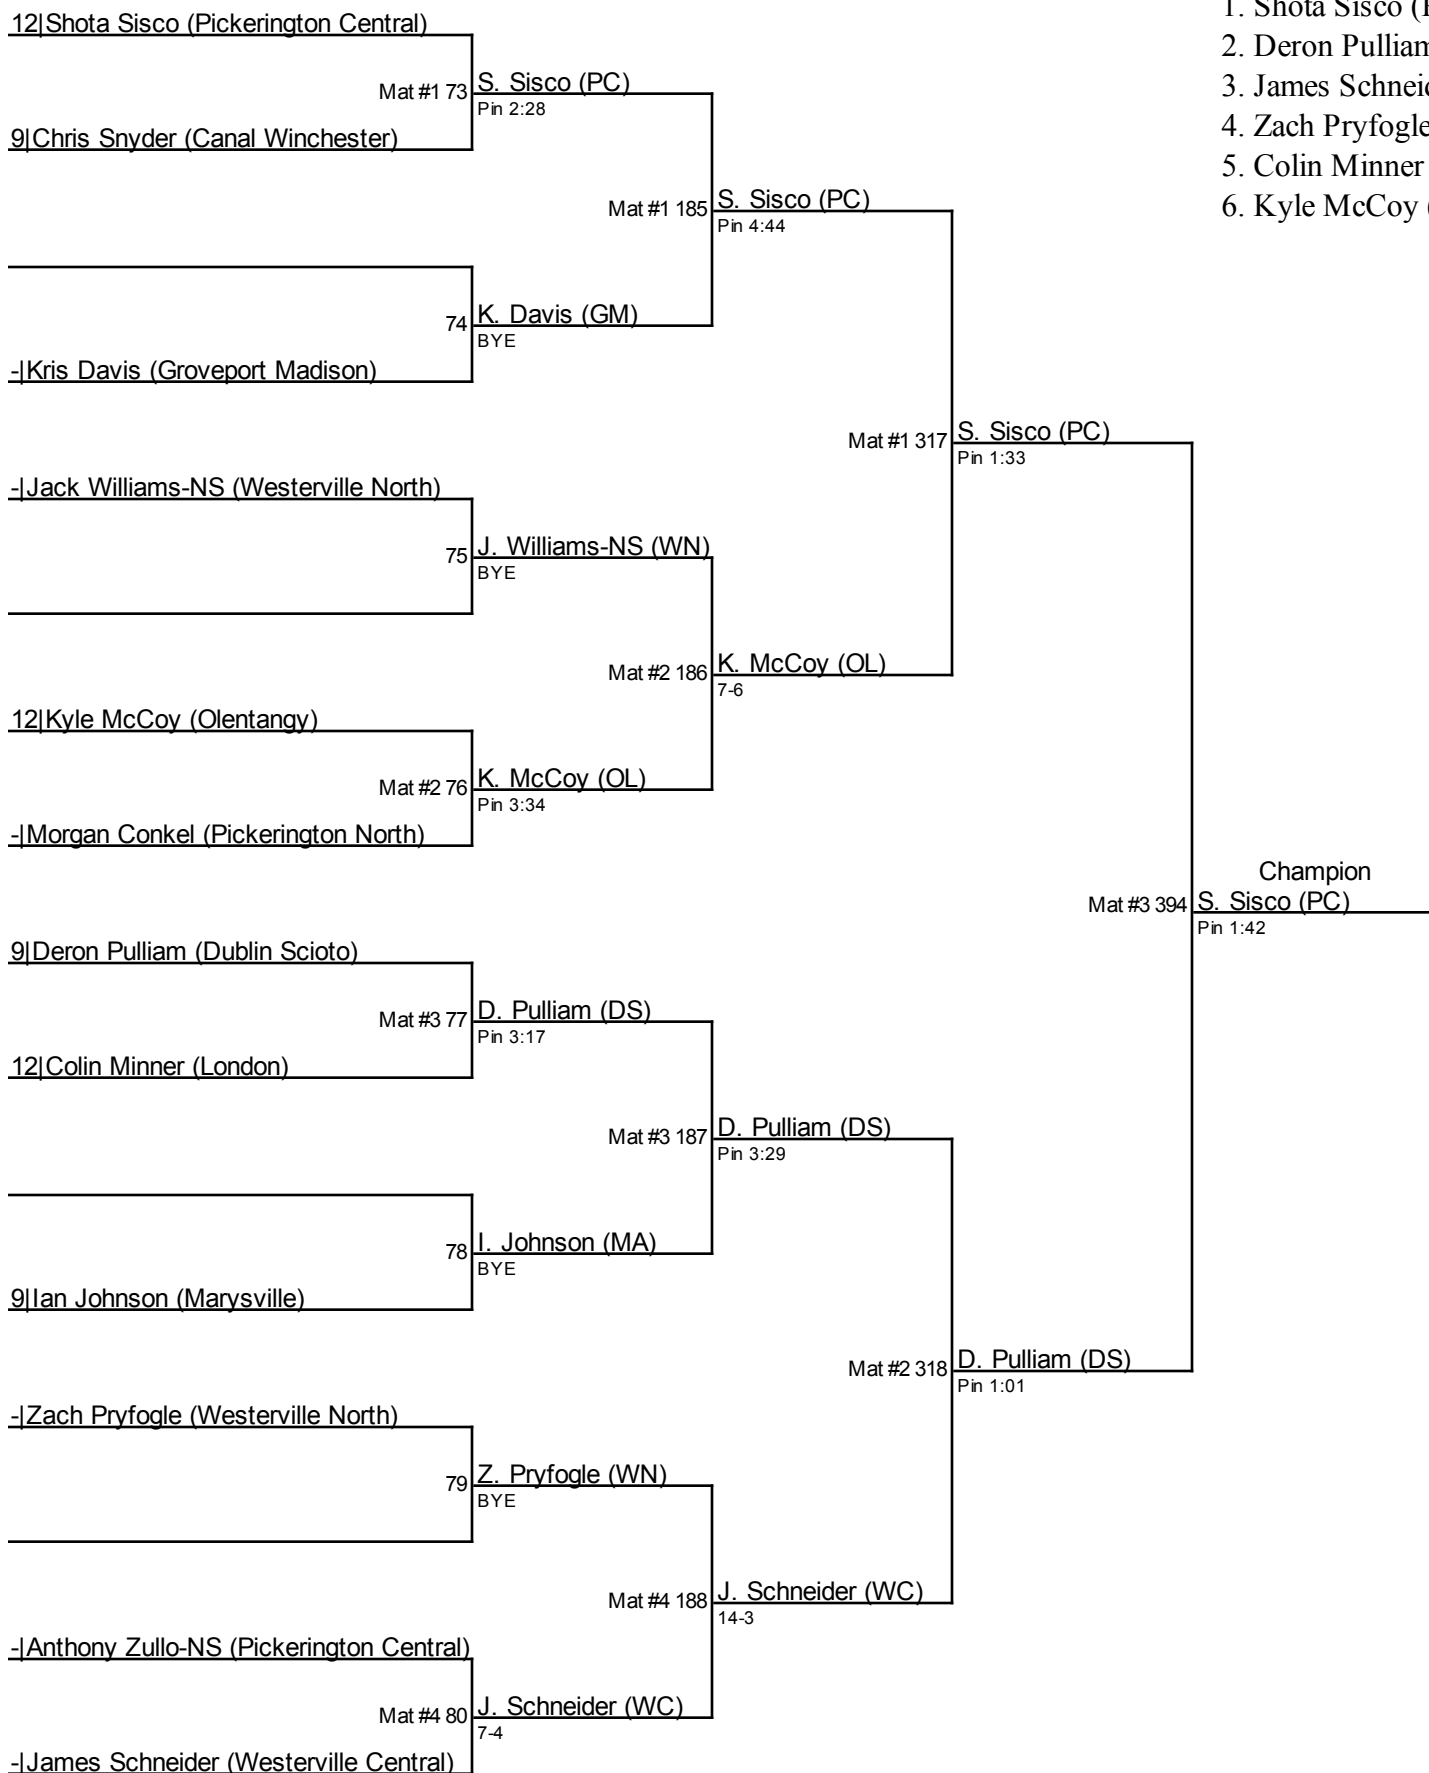 12|Shota Sisco (Pickerington Central)
1. Shota Sisco (
2. Deron Pulliam
3. James Schneid
4. Zach Pryfogle
5. Colin Minner
6. Kyle McCoy (
Mat #1 73
S. Sisco (PC)
Pin 2:28
9|Chris Snyder (Canal Winchester)
Mat #1 185
S. Sisco (PC)
Pin 4:44
74
K. Davis (GM)
BYE
-|Kris Davis (Groveport Madison)
Mat #1 317
S. Sisco (PC)
Pin 1:33
-|Jack Williams-NS (Westerville North)
75
J. Williams-NS (WN)
BYE
Mat #2 186
K. McCoy (OL)
7-6
12|Kyle McCoy (Olentangy)
Mat #2 76
K. McCoy (OL)
Pin 3:34
-|Morgan Conkel (Pickerington North)
Champion
Mat #3 394
S. Sisco (PC)
Pin 1:42
9|Deron Pulliam (Dublin Scioto)
Mat #3 77
D. Pulliam (DS)
Pin 3:17
12|Colin Minner (London)
Mat #3 187
D. Pulliam (DS)
Pin 3:29
78
I. Johnson (MA)
BYE
9|Ian Johnson (Marysville)
Mat #2 318
D. Pulliam (DS)
Pin 1:01
-|Zach Pryfogle (Westerville North)
79
Z. Pryfogle (WN)
BYE
Mat #4 188
J. Schneider (WC)
14-3
-|Anthony Zullo-NS (Pickerington Central)
Mat #4 80
J. Schneider (WC)
7-4
-|James Schneider (Westerville Central)